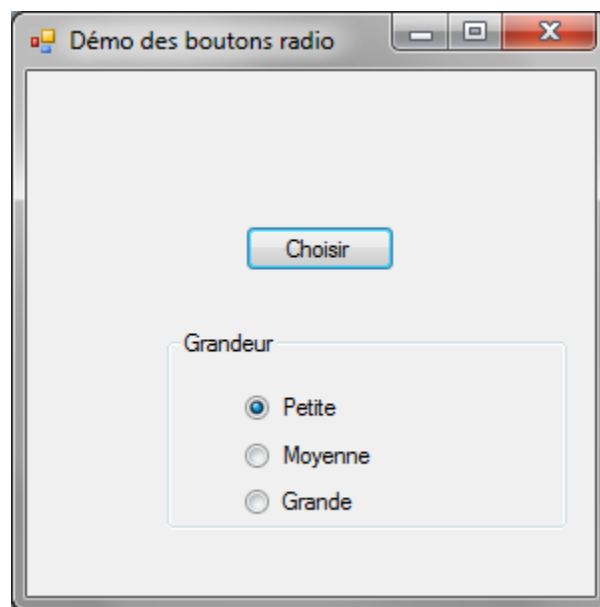 Démo des boutons radio
Choisir
Grandeur
Petite
Moyenne
Grande